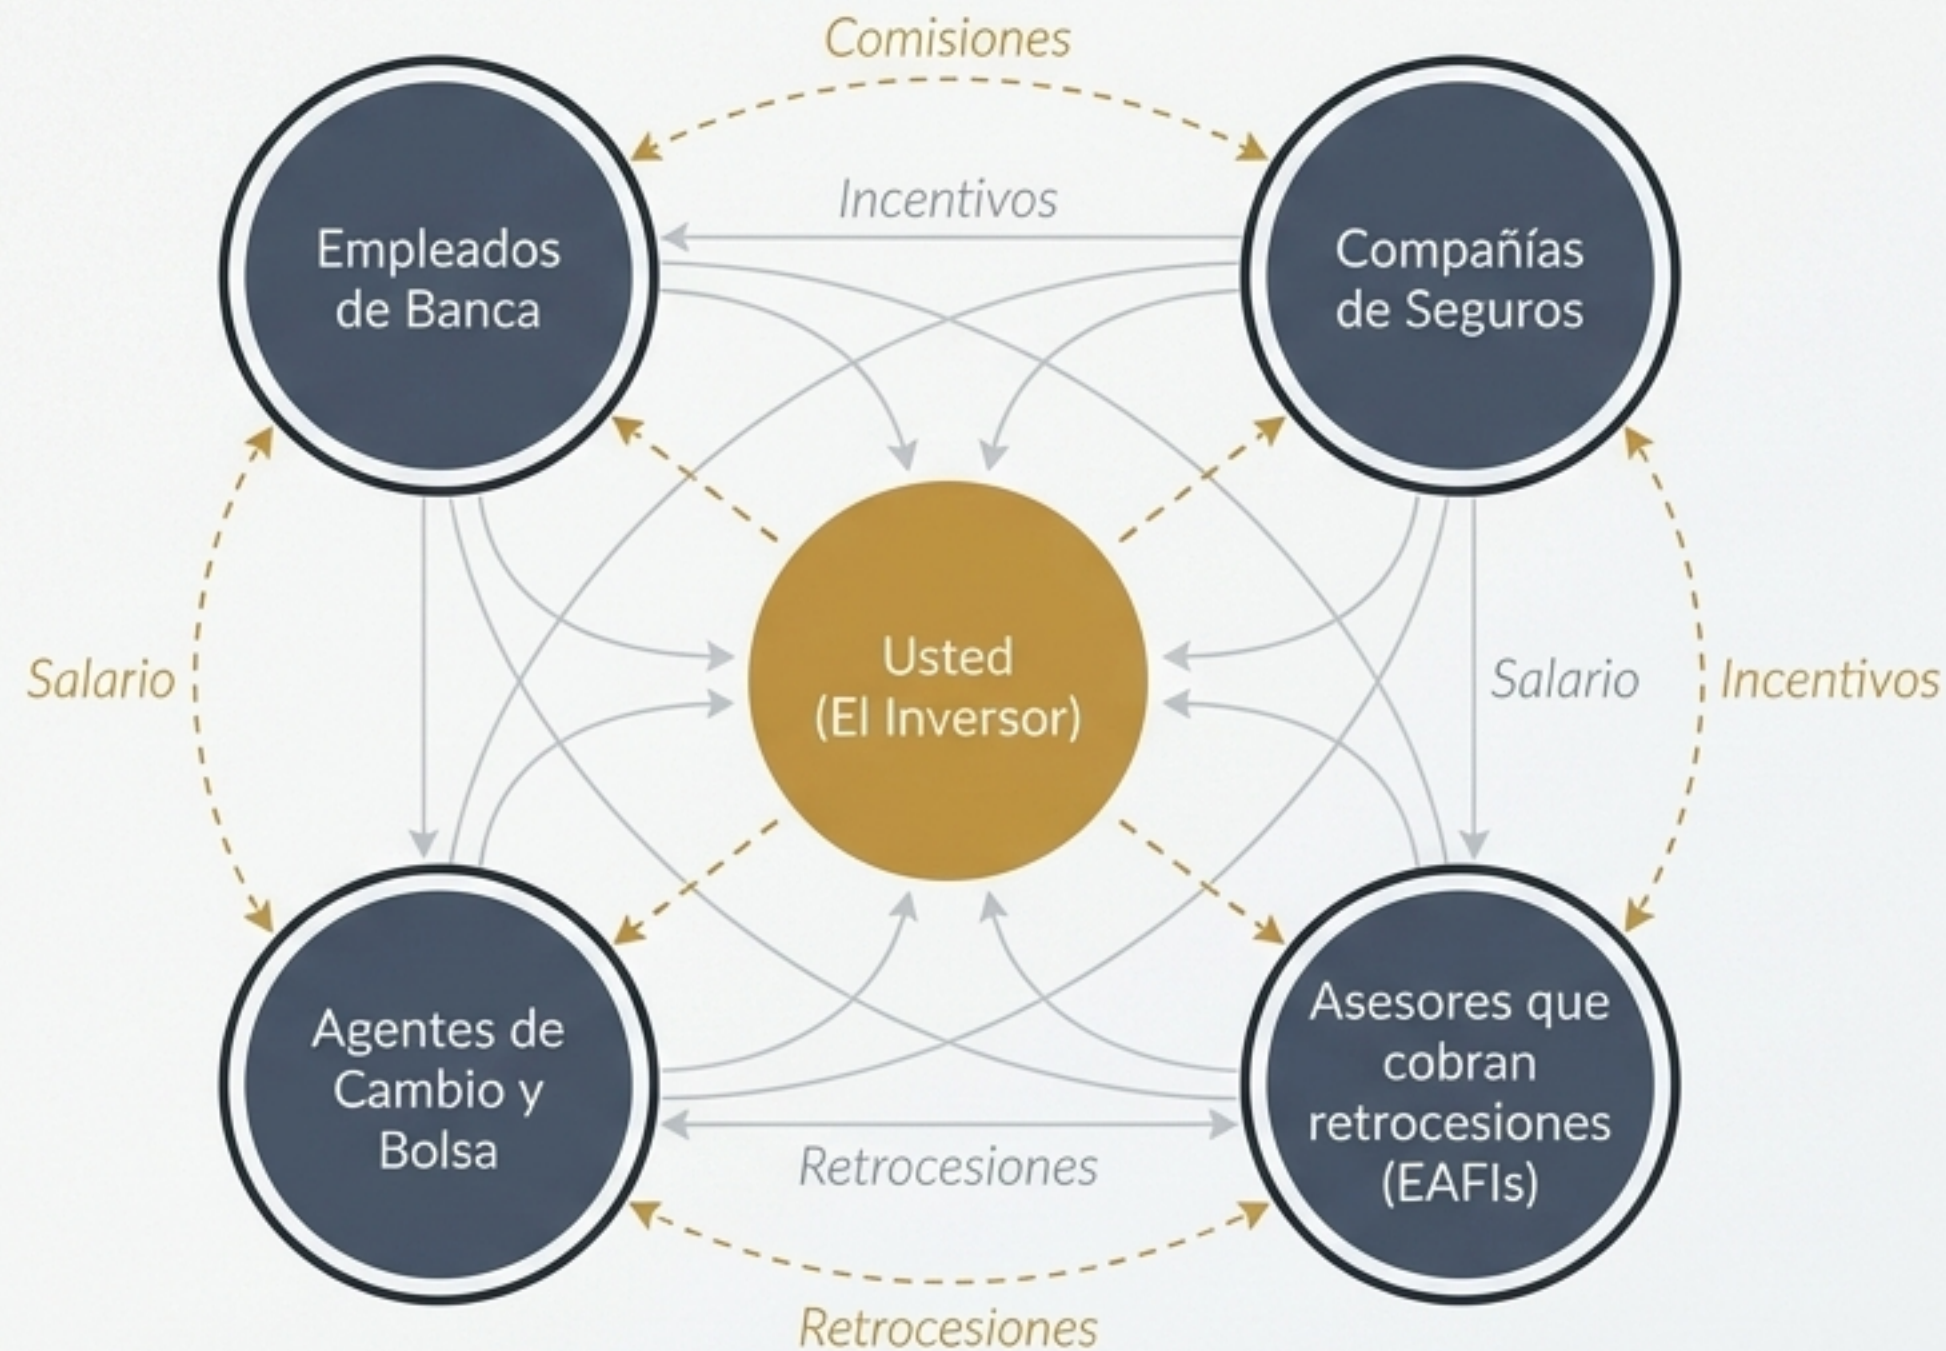 Comisiones
Incentivos
Empleados
de Banca
Compañías
de Seguros
Salario
Usted
(El Inversor)
Salario
Incentivos
Agentes de
Cambio y
Bolsa
Retrocesiones
Asesores que
cobran
retrocesiones
(EAFIs)
Retrocesiones